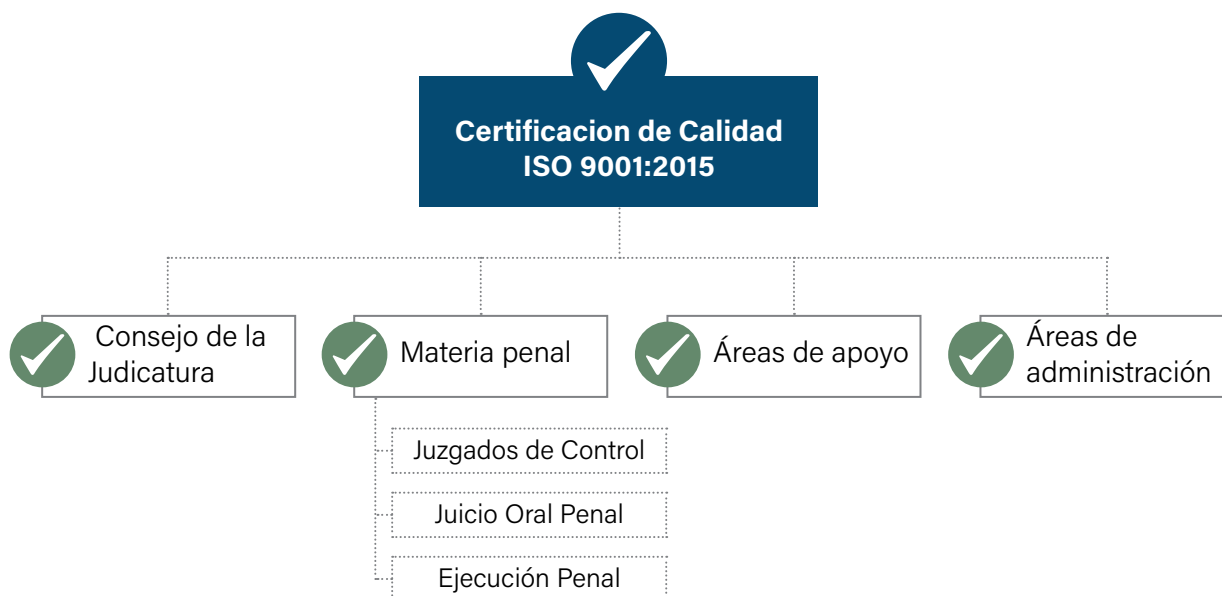 Certificacion de Calidad
ISO 9001:2015
Consejo de la
Judicatura
Materia penal
Áreas de apoyo
Áreas de
administración
Juzgados de Control
Juicio Oral Penal
Ejecución Penal